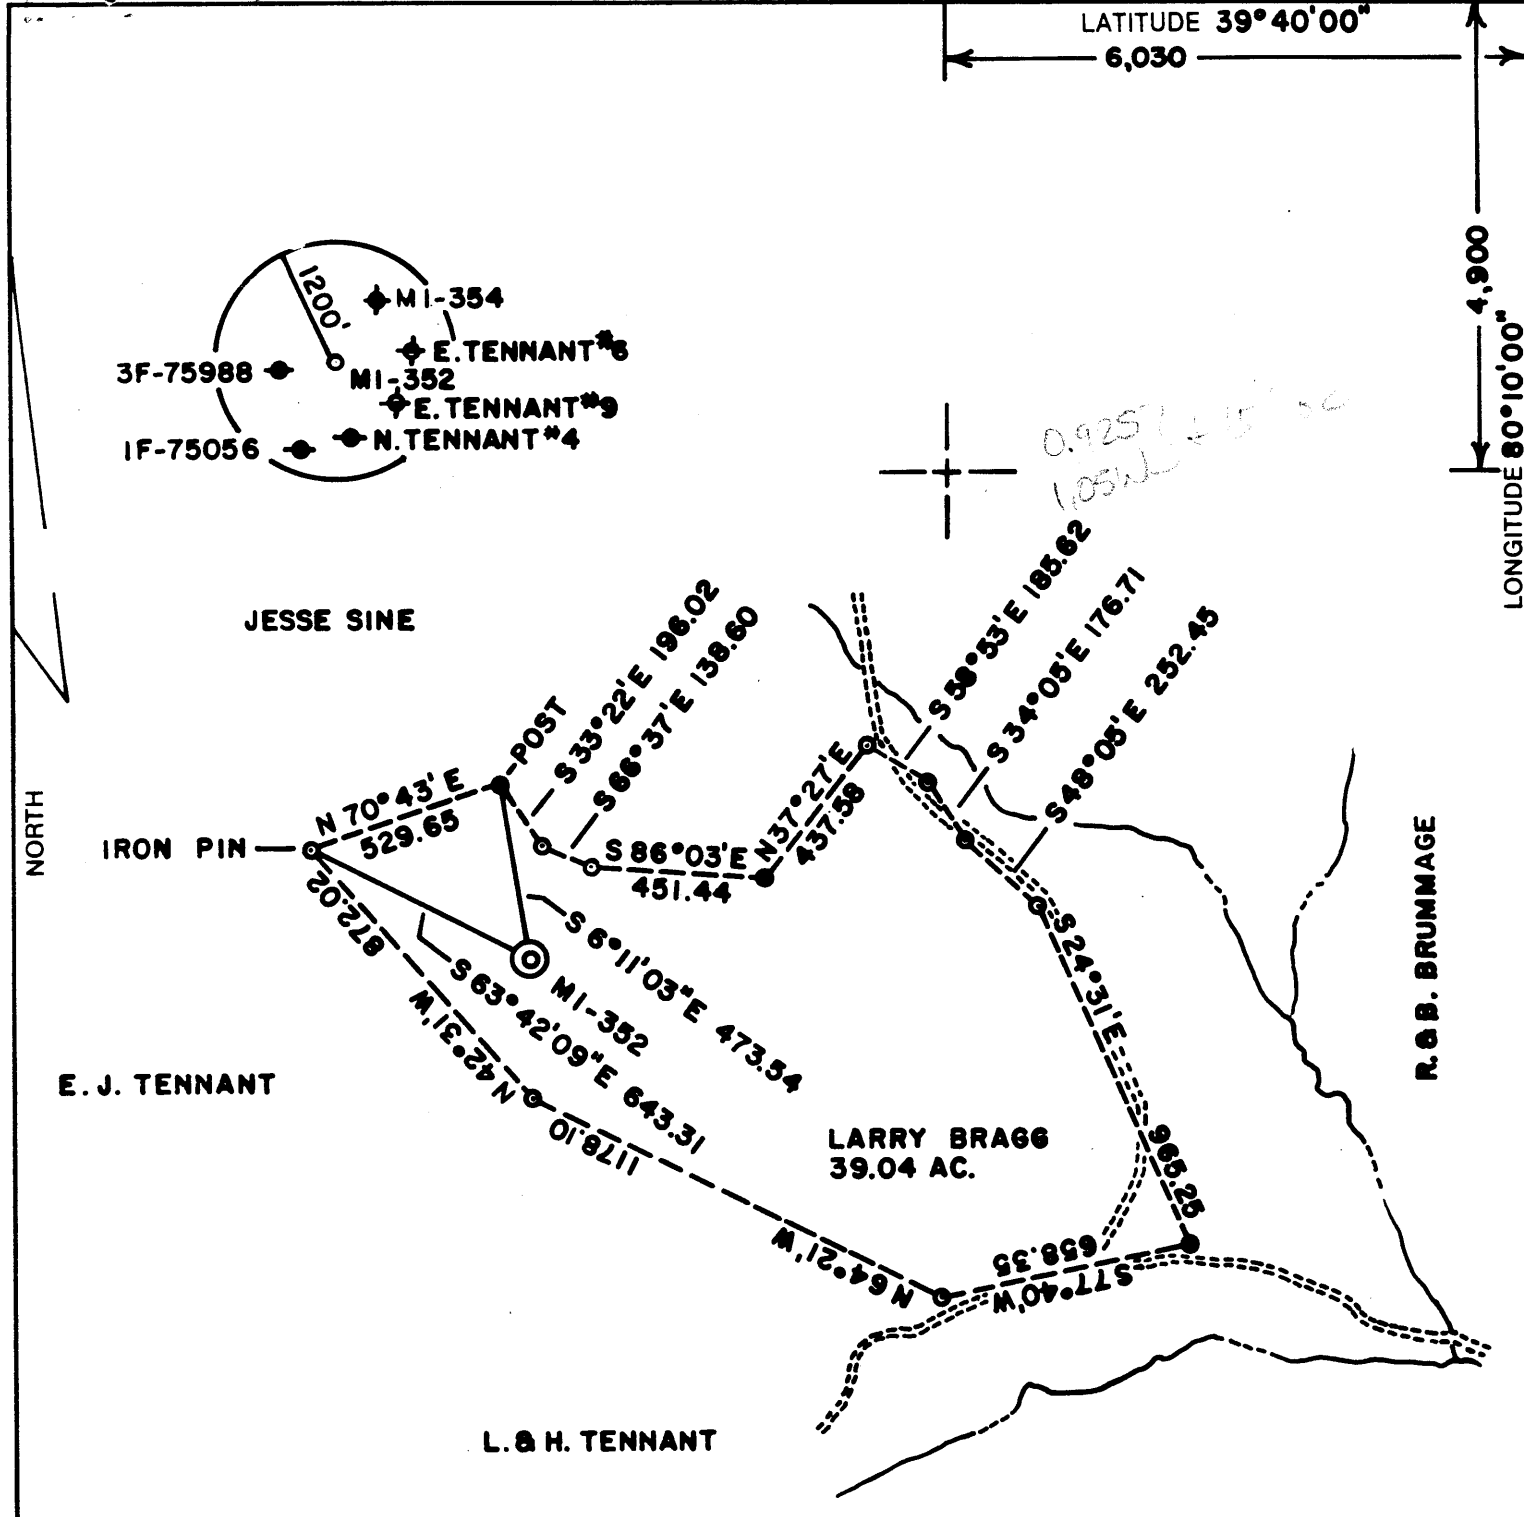 LATITUDE 39°40'00"
6,030
4,900
LONGITUDE 80°10'00"
1200'
MI-354
E. TENNANT #6
3F-75988
MI-352
E. TENNANT #9
N. TENNANT #4
1F-75056
0.925
1.05
JESSE SINE
NORTH
IRON PIN
N 70°43'E
529.65
POST
S 33°22'E 196.02
S 66°37'E 138.60
S 86°03'E
451.44
N 37°27'E
437.58
S 58°53'E 185.62
S 34°05'E 176.71
S 48°05'E 252.45
S 24°31'E
965.25
S 77°40'W
658.35
N 64°21'W
1178.10
N 42°31'W
872.02
S 6°11'03"E 473.54
S 63°42'09"E 643.31
MI-352
E. J. TENNANT
LARRY BRAGG
39.04 AC.
R. & B. BRUMMAGE
L. & H. TENNANT